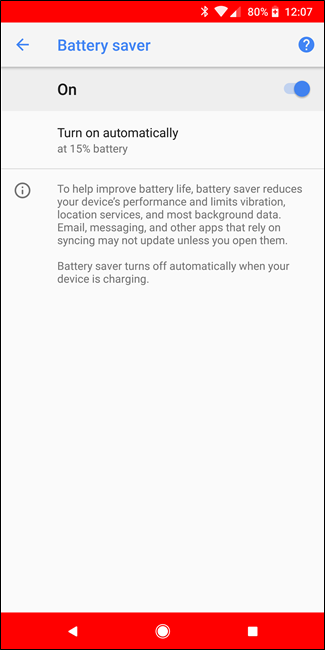 80% 12:07
Battery saver
On
Turn on automatically
at 15% battery
To help improve battery life, battery saver reduces
your device's performance and limits vibration,
location services, and most background data.
Email, messaging, and other apps that rely on
syncing may not update unless you open them.
Battery saver turns off automatically when your
device is charging.